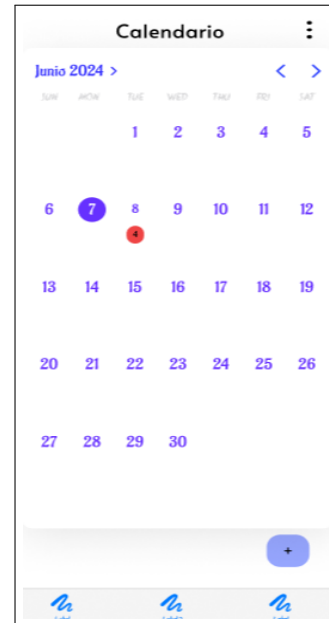 Calendario
Junio 2024 >
< >
SUN MON TUE WED THU FRI SAT
1 2 3 4 5
6 7 8 9 10 11 12
4
13 14 15 16 17 18 19
20 21 22 23 24 25 26
27 28 29 30
+